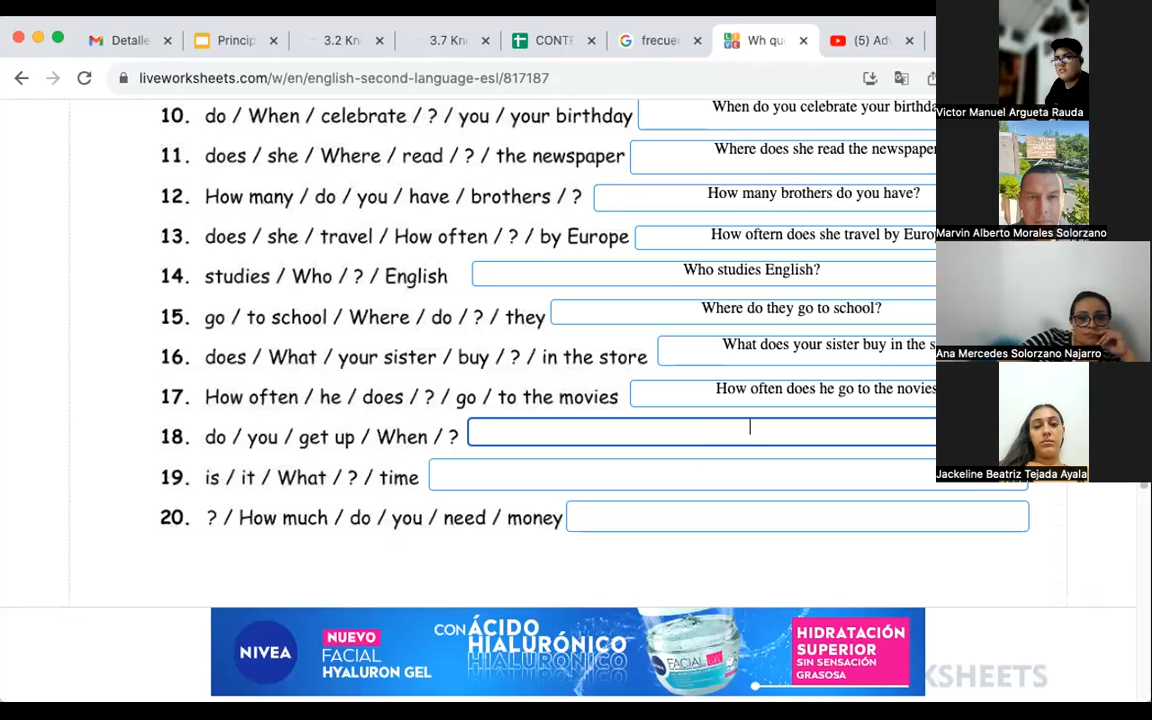 Detalle
Princip
3.2 Kn
3.7 Kn
CONTR
frecue
Wh qu
(5) Adv
liveworksheets.com/w/en/english-second-language-esl/817187
Victor Manuel Argueta Rauda
Marvin Alberto Morales Solorzano
Ana Mercedes Solorzano Najarro
Jackeline Beatriz Tejada Ayala
10. do / When / celebrate / ? / you / your birthday When do you celebrate your birthda
11. does / she / Where / read / ? / the newspaper Where does she read the newspaper
12. How many / do / you / have / brothers / ? How many brothers do you have?
13. does / she / travel / How often / ? / by Europe How oftern does she travel by Euro
14. studies / Who / ? / English Who studies English?
15. go / to school / Where / do / ? / they Where do they go to school?
16. does / What / your sister / buy / ? / in the store What does your sister buy in the s
17. How often / he / does / ? / go / to the movies How often does he go to the novies
18. do / you / get up / When / ?
19. is / it / What / ? / time
20. ? / How much / do / you / need / money
NIVEA
NUEVO
FACIAL
HYALURON GEL
CON ÁCIDO
HIALURÓNICO
HIALURONICO
NIVEA
FACIAL
HIDRATACIÓN
SUPERIOR
SIN SENSACIÓN
GRASOSA
KSHEETS